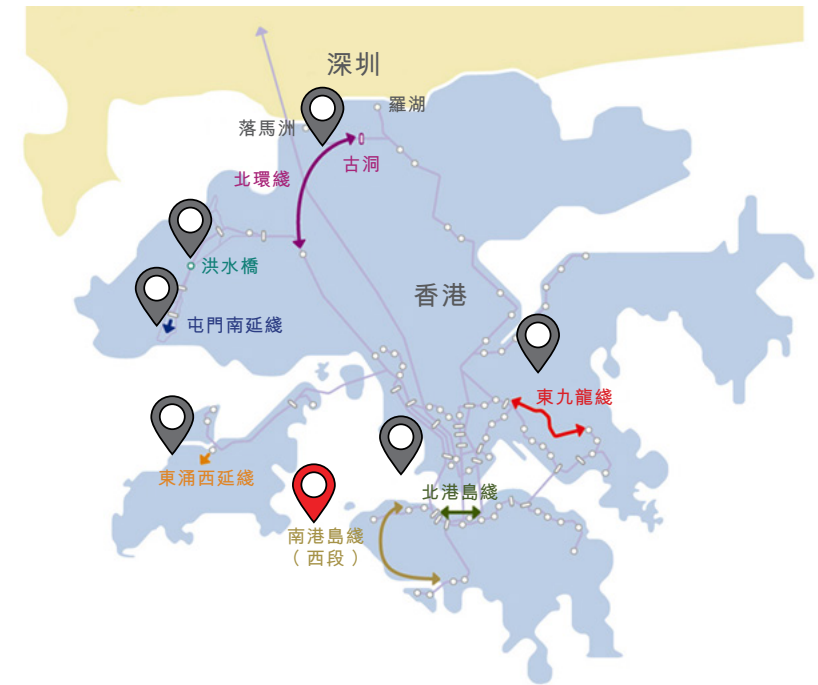 深圳
羅湖
落馬洲
古洞
北環綫
洪水橋
香港
屯門南延綫
東九龍綫
東涌西延綫
北港島綫
南港島綫
（西段）